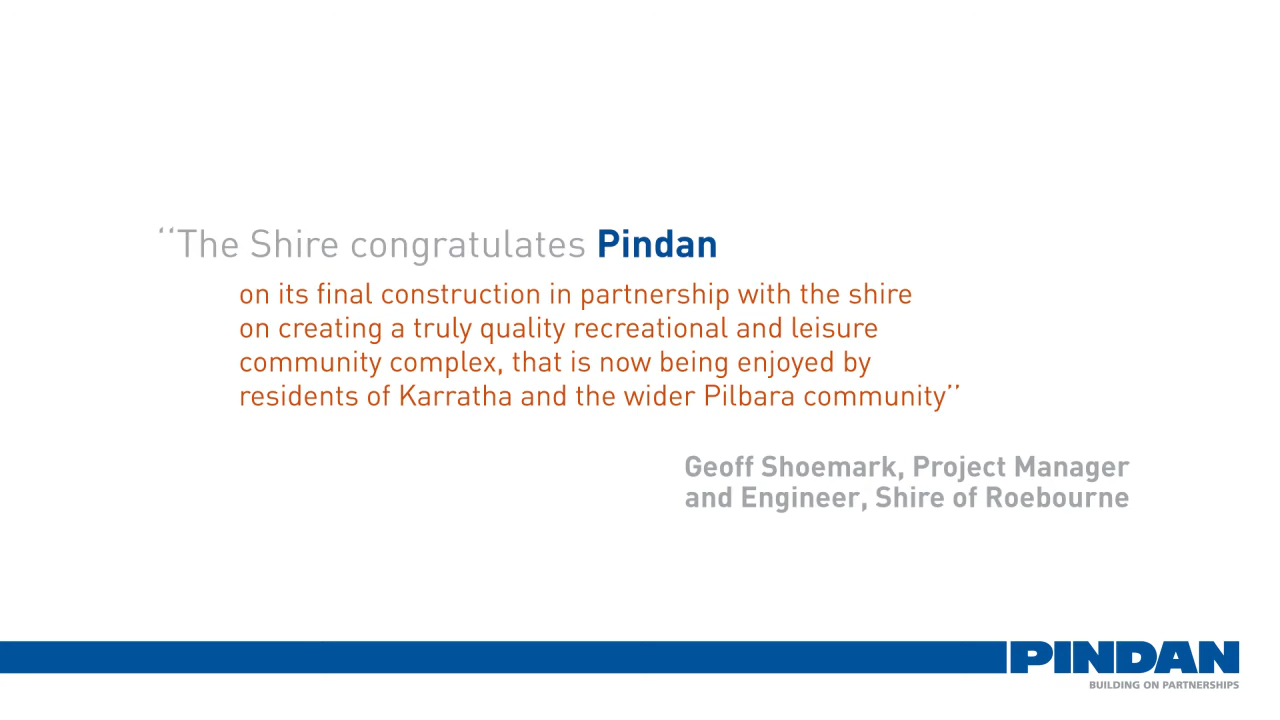 ‘‘The Shire congratulates Pindan
on its final construction in partnership with the shire
on creating a truly quality recreational and leisure
community complex, that is now being enjoyed by
residents of Karratha and the wider Pilbara community’’
Geoff Shoemark, Project Manager
and Engineer, Shire of Roebourne
PINDAN
BUILDING ON PARTNERSHIPS